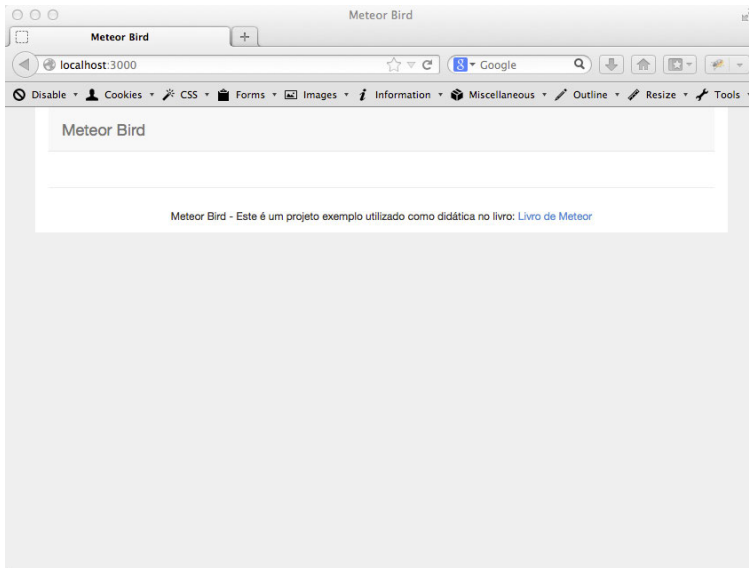 Meteor Bird
Meteor Bird
localhost:3000 Google
Disable Cookies CSS Forms Images Information Miscellaneous Outline Resize Tools
Meteor Bird
Meteor Bird - Este é um projeto exemplo utilizado como didática no livro: Livro de Meteor